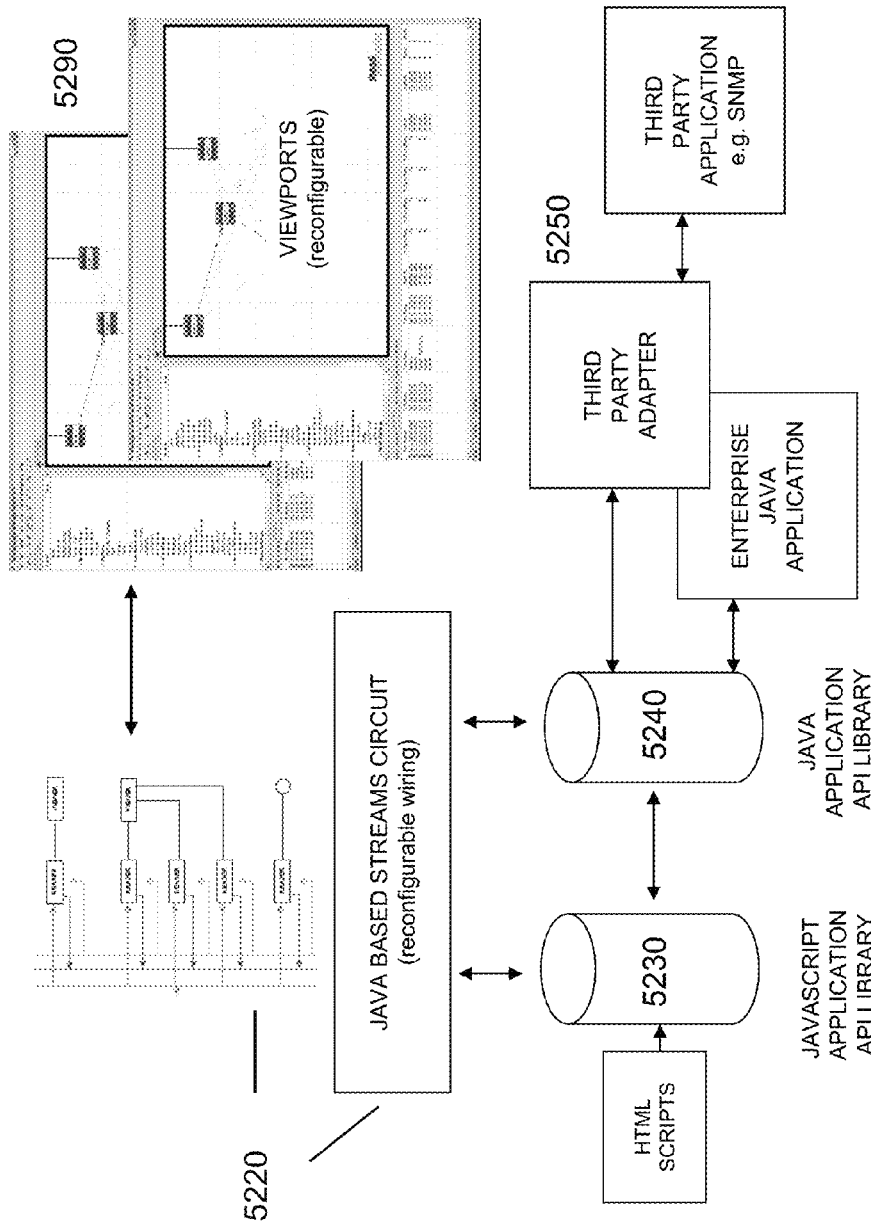 5290
VIEWPORTS
(reconfigurable)
5220
JAVA BASED STREAMS CIRCUIT
(reconfigurable wiring)
5250
THIRD
PARTY
APPLICATION
e.g. SNMP
THIRD
PARTY
ADAPTER
ENTERPRISE
JAVA
APPLICATION
5240
JAVA
APPLICATION
API LIBRARY
5230
JAVASCRIPT
APPLICATION
API LIBRARY
HTML
SCRIPTS